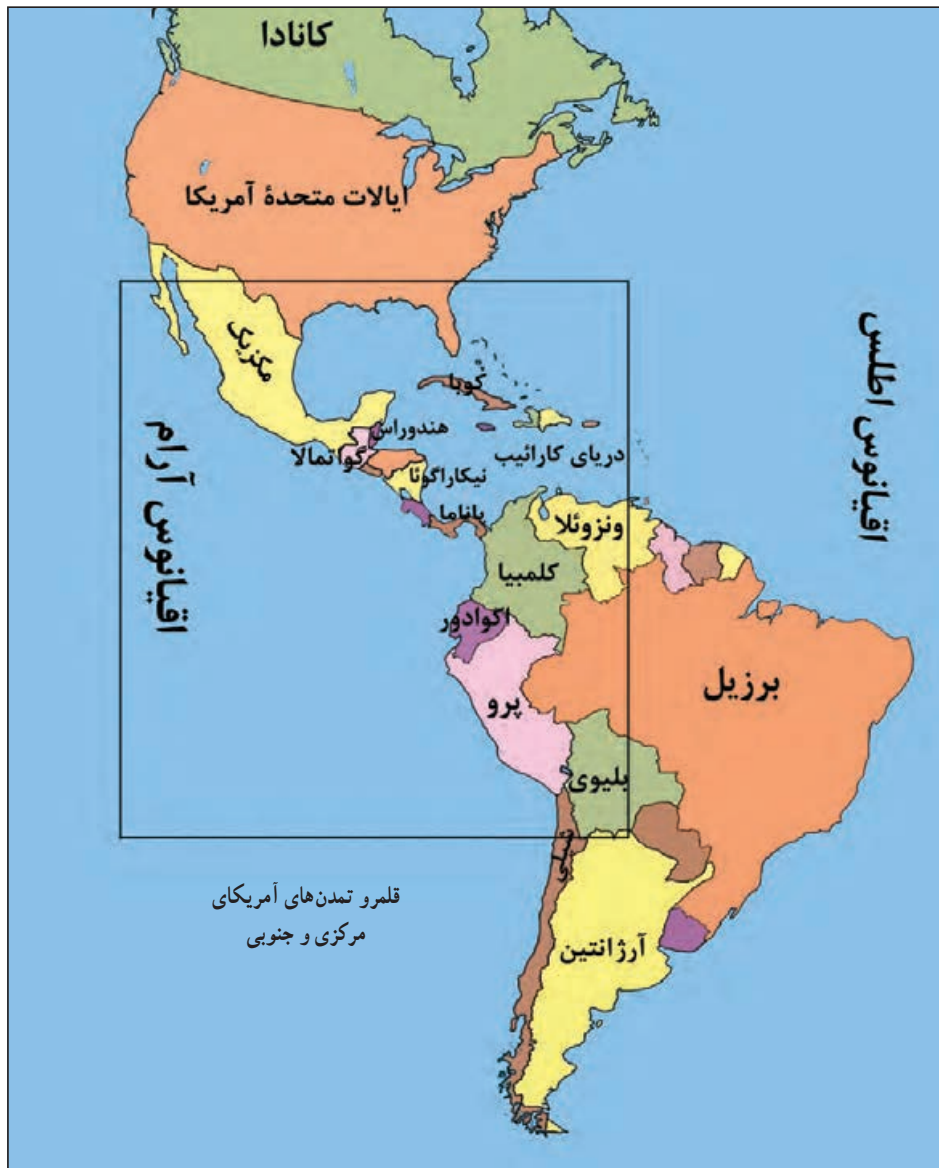 کانادا
ایالات متحدهٔ آمریکا
مکزیک
کوبا
هندوراس
گواتمالا
دریای کارائیب
نیکاراگوئا
پاناما
ونزوئلا
کلمبیا
اکوادور
برزیل
پرو
بلیوی
شیلی
آرژانتین
اقیانوس آرام
اقیانوس اطلس
قلمرو تمدن‌های آمریکای
مرکزی و جنوبی